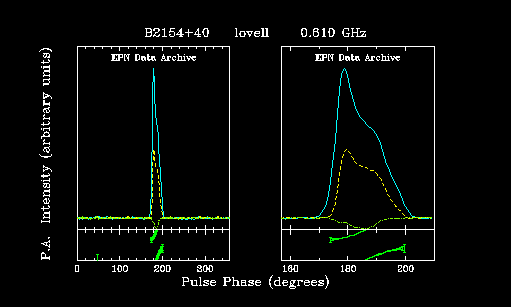 B2154+40 lovell 0.610 GHz
EPN Data Archive EPN Data Archive
P.A. Intensity (arbitrary units)
0 100 200 300 160 180 200
Pulse Phase (degrees)